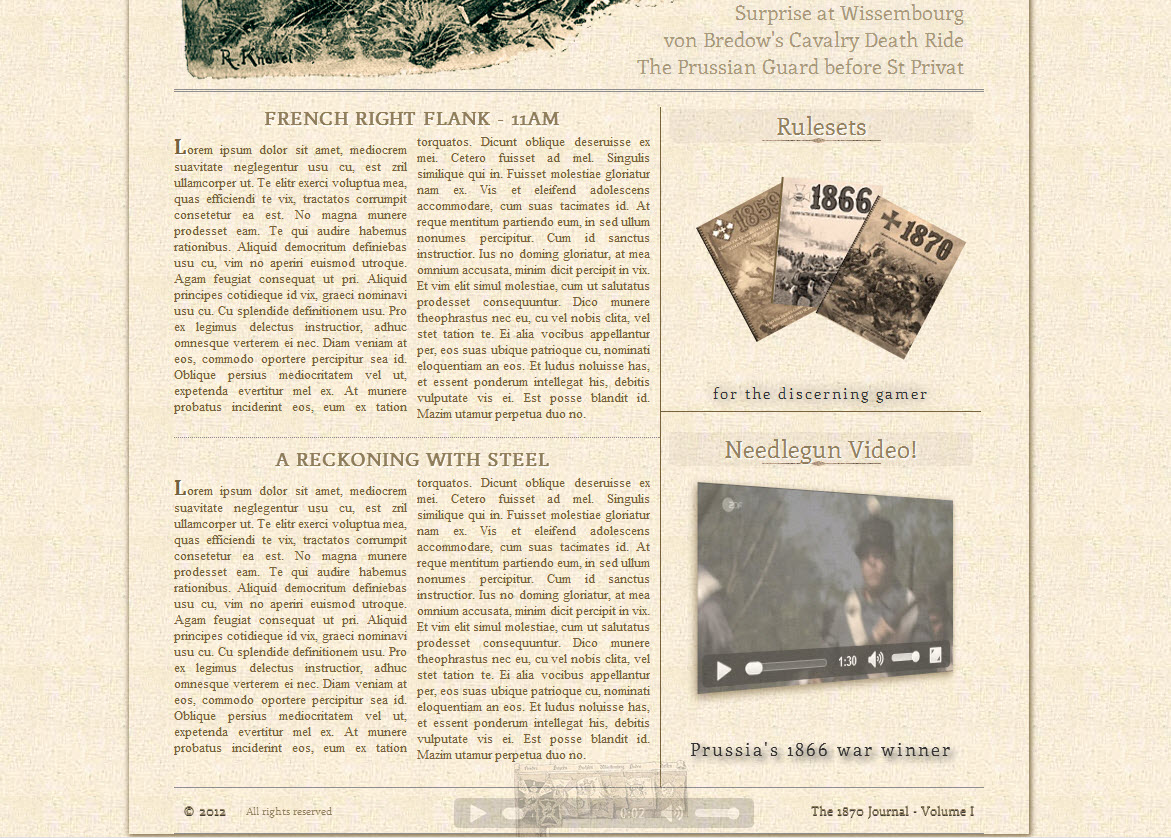 Surprise at Wissembourg
von Bredow's Cavalry Death Ride
The Prussian Guard before St Privat
FRENCH RIGHT FLANK - 11AM
Lorem ipsum dolor sit amet, mediocrem
suavitate neglegentur usu cu, est zril
ullamcorper ut. Te elitr exerci voluptua mea,
quas efficiendi te vix, tractatos corrumpit
consetetur ea est. No magna munere
prodesset eam. Te qui audire habemus
rationibus. Aliquid democritum definiebas
usu cu, vim no aperiri euismod utroque.
Agam feugiat consequat ut pri. Aliquid
principes cotidieque id vix, graeci nominavi
usu cu. Cu splendide definitionem usu. Pro
ex legimus delectus instructior, adhuc
omnesque verterem ei nec. Diam veniam at
eos, commodo oportere percipitur sea id.
Oblique persius mediocritatem vel ut,
expetenda evertitur mel ex. At munere
probatus inciderint eos, eum ex tation
torquatos. Dicunt oblique deseruisse ex
mei. Cetero fuisset ad mel. Singulis
similique qui in. Fuisset molestiae gloriatur
nam ex. Vis et eleifend adolescens
accommodare, cum suas tacimates id. At
reque mentitum partiendo eum, in sed ullum
nonumes percipitur. Cum id sanctus
instructior. Ius no doming gloriatur, at mea
omnium accusata, minim dicit percipit in vix.
Et vim elit simul molestiae, cum ut salutatus
prodesset consequuntur. Dico munere
theophrastus nec eu, cu vel nobis clita, vel
stet tation te. Ei alia vocibus appellantur
per, eos suas ubique patrioque cu, nominati
eloquentiam an eos. Et ludus noluisse has,
et essent ponderum intellegat his, debitis
vulputate vis ei. Est posse blandit id.
Mazim utamur perpetua duo no.
A RECKONING WITH STEEL
Lorem ipsum dolor sit amet, mediocrem
suavitate neglegentur usu cu, est zril
ullamcorper ut. Te elitr exerci voluptua mea,
quas efficiendi te vix, tractatos corrumpit
consetetur ea est. No magna munere
prodesset eam. Te qui audire habemus
rationibus. Aliquid democritum definiebas
usu cu, vim no aperiri euismod utroque.
Agam feugiat consequat ut pri. Aliquid
principes cotidieque id vix, graeci nominavi
usu cu. Cu splendide definitionem usu. Pro
ex legimus delectus instructior, adhuc
omnesque verterem ei nec. Diam veniam at
eos, commodo oportere percipitur sea id.
Oblique persius mediocritatem vel ut,
expetenda evertitur mel ex. At munere
probatus inciderint eos, eum ex tation
torquatos. Dicunt oblique deseruisse ex
mei. Cetero fuisset ad mel. Singulis
similique qui in. Fuisset molestiae gloriatur
nam ex. Vis et eleifend adolescens
accommodare, cum suas tacimates id. At
reque mentitum partiendo eum, in sed ullum
nonumes percipitur. Cum id sanctus
instructior. Ius no doming gloriatur, at mea
omnium accusata, minim dicit percipit in vix.
Et vim elit simul molestiae, cum ut salutatus
prodesset consequuntur. Dico munere
theophrastus nec eu, cu vel nobis clita, vel
stet tation te. Ei alia vocibus appellantur
per, eos suas ubique patrioque cu, nominati
eloquentiam an eos. Et ludus noluisse has,
et essent ponderum intellegat his, debitis
vulputate vis ei. Est posse blandit id.
Mazim utamur perpetua duo no.
Rulesets
1859
1866
1870
for the discerning gamer
Needlegun Video!
ZDF
1:30
Prussia's 1866 war winner
© 2012 All rights reserved
The 1870 Journal - Volume I